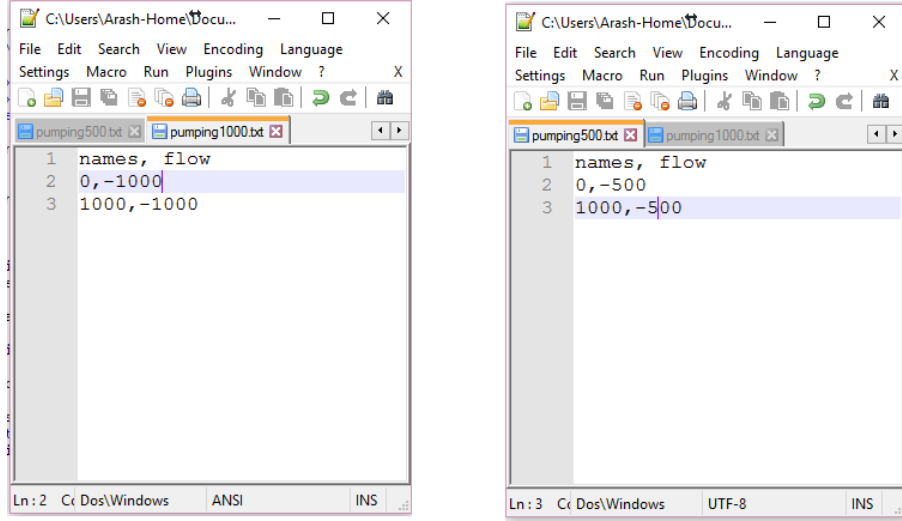 C:\Users\Arash-Home\Docu...
File Edit Search View Encoding Language
Settings Macro Run Plugins Window ? X
pumping500.txt pumping1000.txt
1 names, flow
2 0,-1000
3 1000,-1000
Ln : 2 Dos\Windows ANSI INS
C:\Users\Arash-Home\Docu...
File Edit Search View Encoding Language
Settings Macro Run Plugins Window ? X
pumping500.txt pumping1000.txt
1 names, flow
2 0,-500
3 1000,-500
Ln : 3 Dos\Windows UTF-8 INS